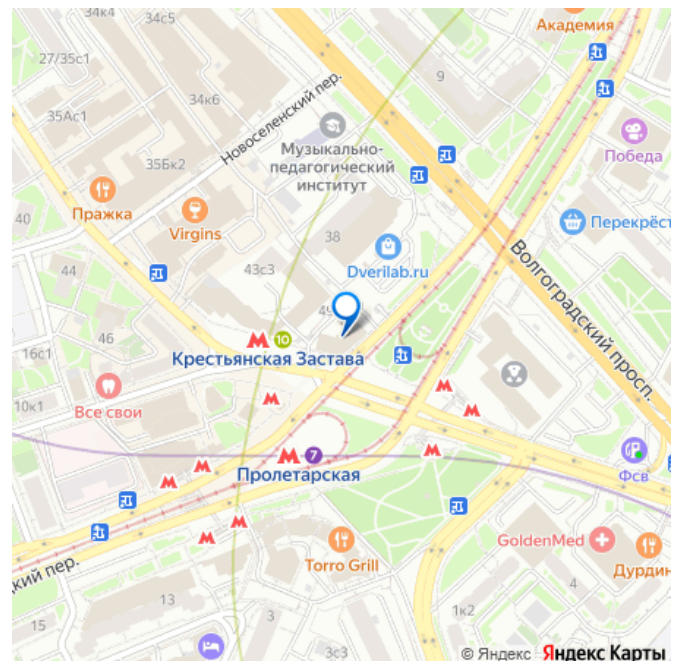 34к4
34с5
Академия
27/35с1
34к6
9
35Ас1
Новоселенский пер.
Музыкально-
педагогический
институт
Победа
35Бк2
Пражка
Virgins
40
38
Перекрёст
Dverilab.ru
Волгоградский просп.
44
43с3
49
46
10
16с1
Крестьянская Застава
10к1
Все свои
7
Пролетарская
Фсв
Torro Grill
GoldenMed
Дурдин
кий пер.
13
4
15
3
1к2
3с3
© Яндекс Яндекс Карты